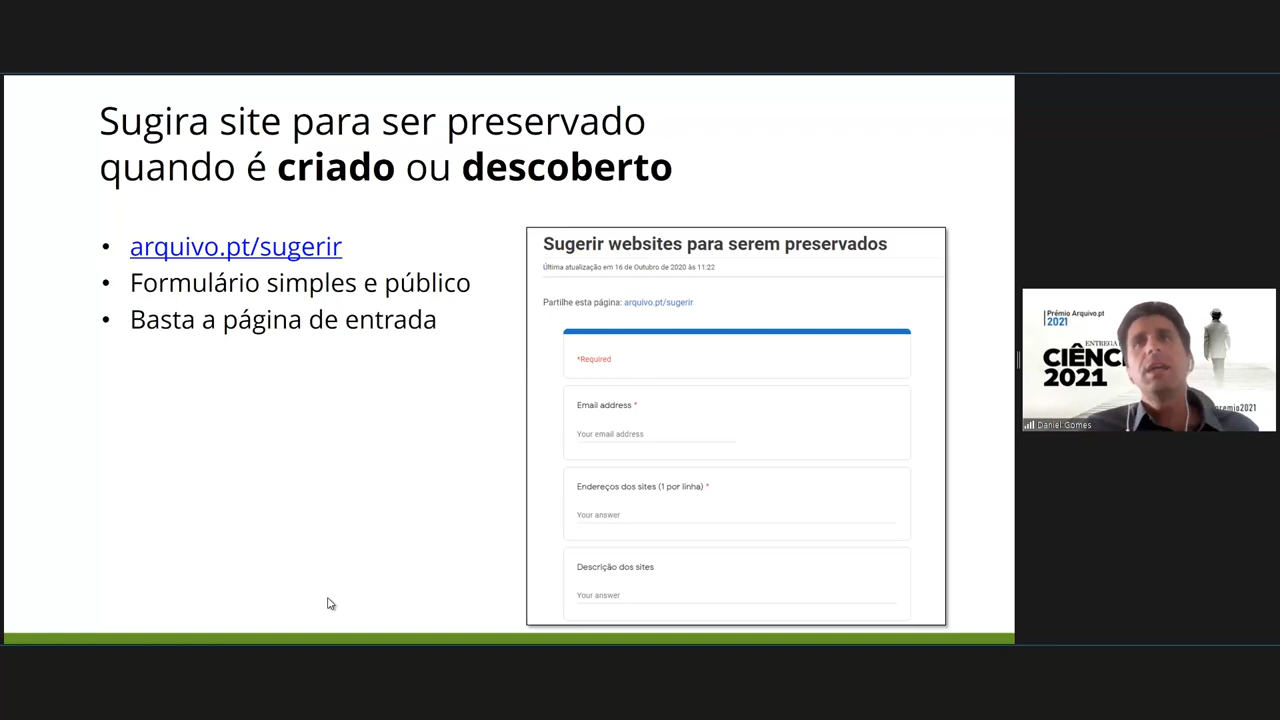 Sugira site para ser preservado
quando é criado ou descoberto
• arquivo.pt/sugerir
• Formulário simples e público
• Basta a página de entrada
Sugerir websites para serem preservados
Última atualização em 16 de Outubro de 2020 às 11:22
Partilhe esta página: arquivo.pt/sugerir
*Required
Email address *
Your email address
Endereços dos sites (1 por linha) *
Your answer
Descrição dos sites
Your answer
Prémio Arquivo.pt
2021
ENTREGA
CIÊNC
2021
premio2021
Daniel Gomes